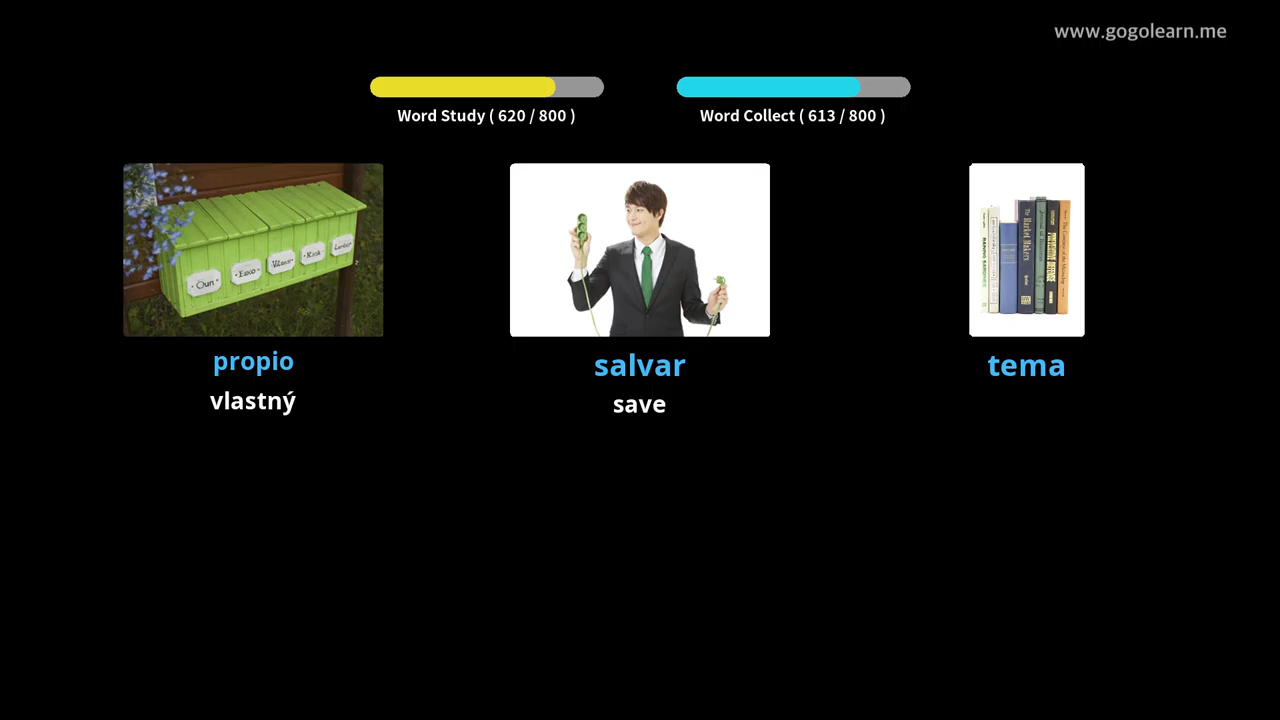 www.gogolearn.me
Word Study ( 620 / 800 )
Word Collect ( 613 / 800 )
propio
vlastný
salvar
save
tema